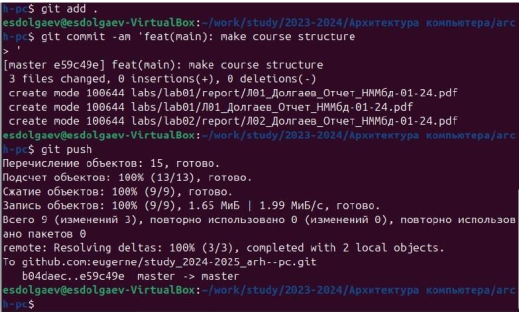 h-pc$ git add .
esdolgaev@esdolgaev-VirtualBox:~/work/study/2023-2024/Архитектура компьютера/arc
h-pc$ git commit -am 'feat(main): make course structure
> '
[master e59c49e] feat(main): make course structure
3 files changed, 0 insertions(+), 0 deletions(-)
create mode 100644 labs/lab01/report/Л01_Долгаев_Отчет_НММбд-01-24.pdf
create mode 100644 labs/lab01/Л01_Долгаев_Отчет_НММбд-01-24.pdf
create mode 100644 labs/lab02/report/Л02_Долгаев_Отчет_НММбд-01-24.pdf
esdolgaev@esdolgaev-VirtualBox:~/work/study/2023-2024/Архитектура компьютера/arc
h-pc$ git push
Перечисление объектов: 15, готово.
Подсчет объектов: 100% (13/13), готово.
Сжатие объектов: 100% (9/9), готово.
Запись объектов: 100% (9/9), 1.65 МиБ | 1.99 МиБ/с, готово.
Всего 9 (изменений 3), повторно использовано 0 (изменений 0), повторно использов
ано пакетов 0
remote: Resolving deltas: 100% (3/3), completed with 2 local objects.
To github.com:eugerne/study_2024-2025_arh--pc.git
b04daec..e59c49e master -> master
esdolgaev@esdolgaev-VirtualBox:~/work/study/2023-2024/Архитектура компьютера/arc
h-pc$